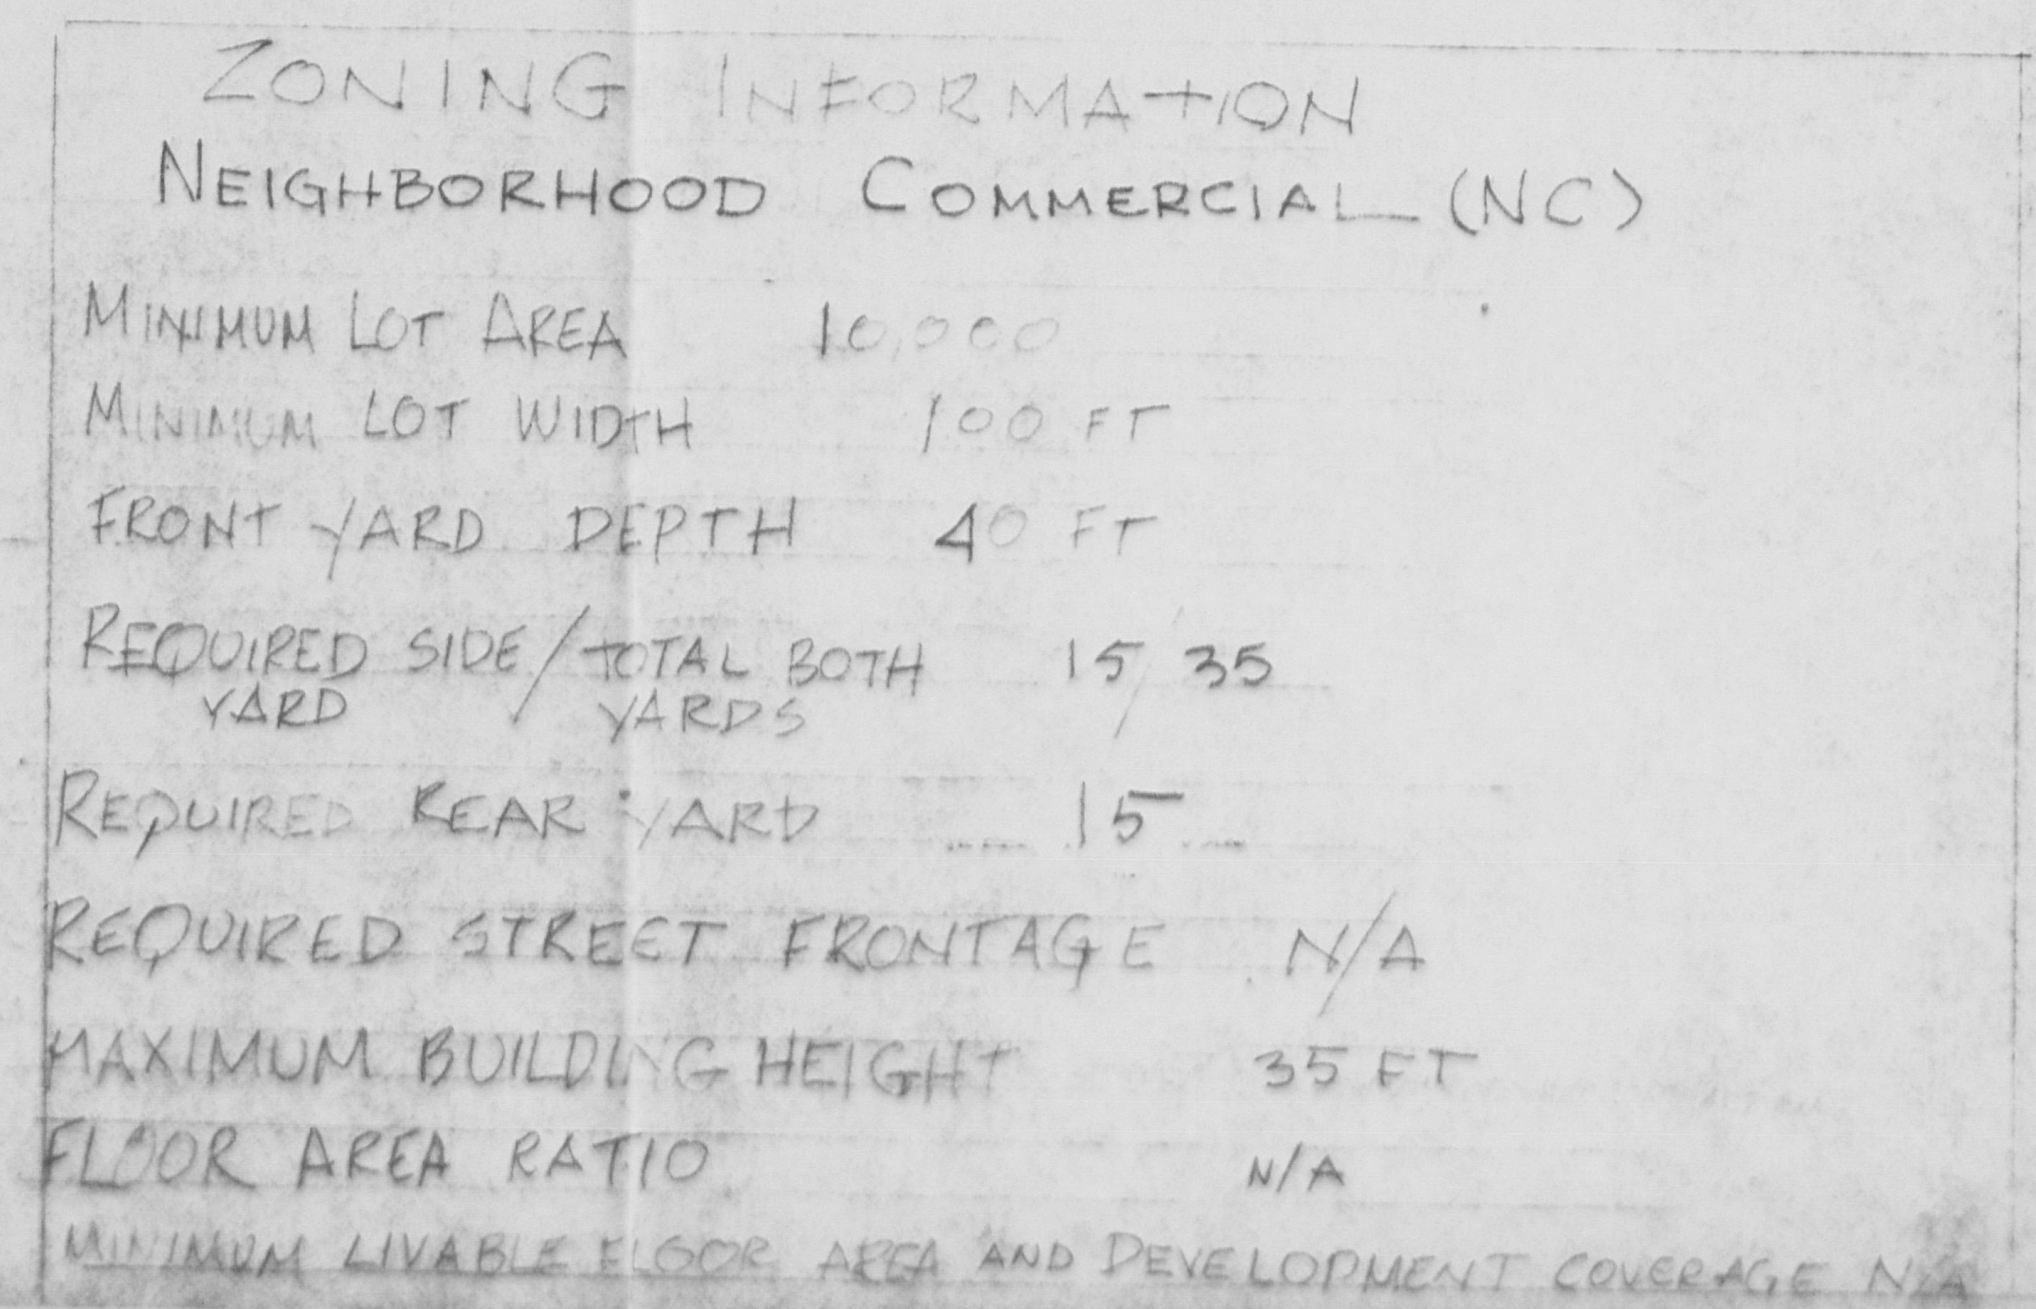 ZONING INFORMATION
NEIGHBORHOOD COMMERCIAL (NC)
MINIMUM LOT AREA 10,000
MINIMUM LOT WIDTH 100 FT
FRONT YARD DEPTH 40 FT
REQUIRED SIDE / TOTAL BOTH 15 / 35
YARD YARDS
REQUIRED REAR YARD 15
REQUIRED STREET FRONTAGE N/A
MAXIMUM BUILDING HEIGHT 35 FT
FLOOR AREA RATIO N/A
MINIMUM LIVABLE FLOOR AREA AND DEVELOPMENT COVERAGE N/A